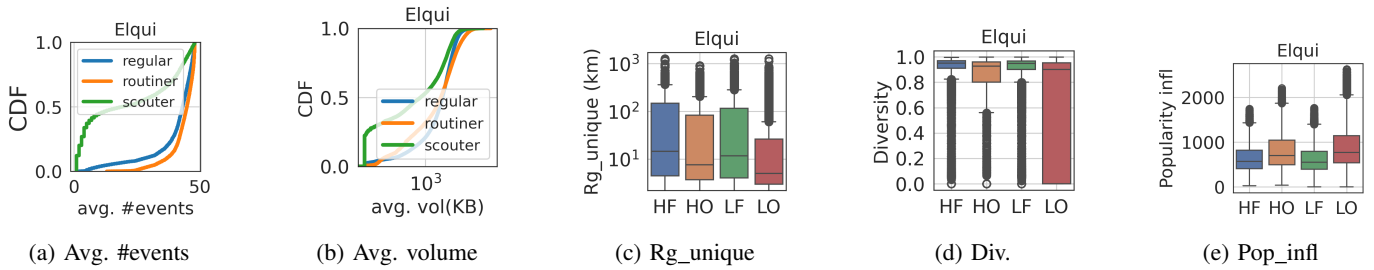 Elqui
1.0
0.5
0.0
CDF
regular
routiner
scouter
0
50
avg. #events
(a) Avg. #events
Elqui
1.0
0.5
0.0
CDF
regular
routiner
scouter
10³
avg. vol(KB)
(b) Avg. volume
Elqui
10³
10²
10¹
Rg_unique (km)
HF HO LF LO
(c) Rg_unique
Elqui
1.0
0.8
0.6
0.4
0.2
0.0
Diversity
HF HO LF LO
(d) Div.
Elqui
2000
1000
0
Popularity infl
HF HO LF LO
(e) Pop_infl